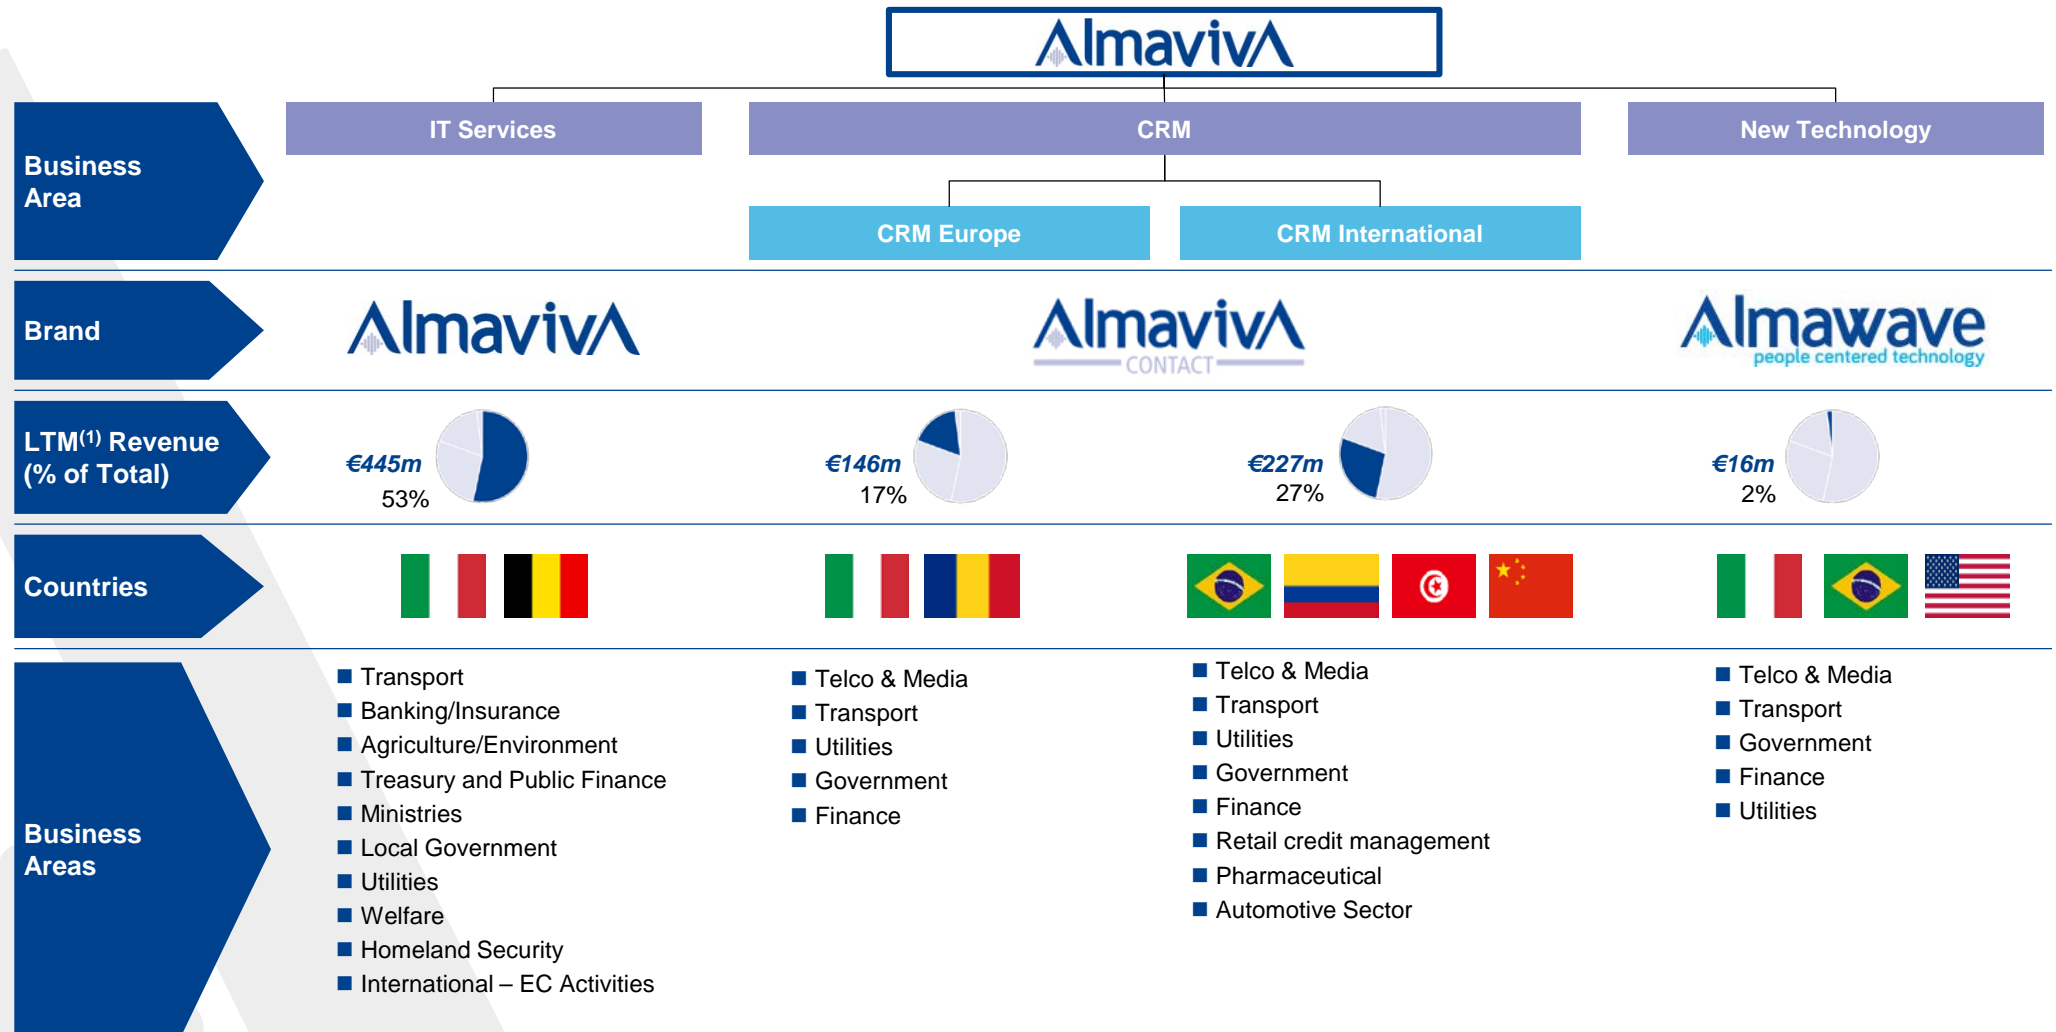 AlmavivA
IT Services
CRM
New Technology
Business
Area
CRM Europe
CRM International
Brand
AlmavivA
AlmavivA
CONTACT
Almawave
people centered technology
LTM(1) Revenue
(% of Total)
€445m
53%
€146m
17%
€227m
27%
€16m
2%
Countries
Business
Areas
Transport
Banking/Insurance
Agriculture/Environment
Treasury and Public Finance
Ministries
Local Government
Utilities
Welfare
Homeland Security
International – EC Activities
Telco & Media
Transport
Utilities
Government
Finance
Telco & Media
Transport
Utilities
Government
Finance
Retail credit management
Pharmaceutical
Automotive Sector
Telco & Media
Transport
Government
Finance
Utilities